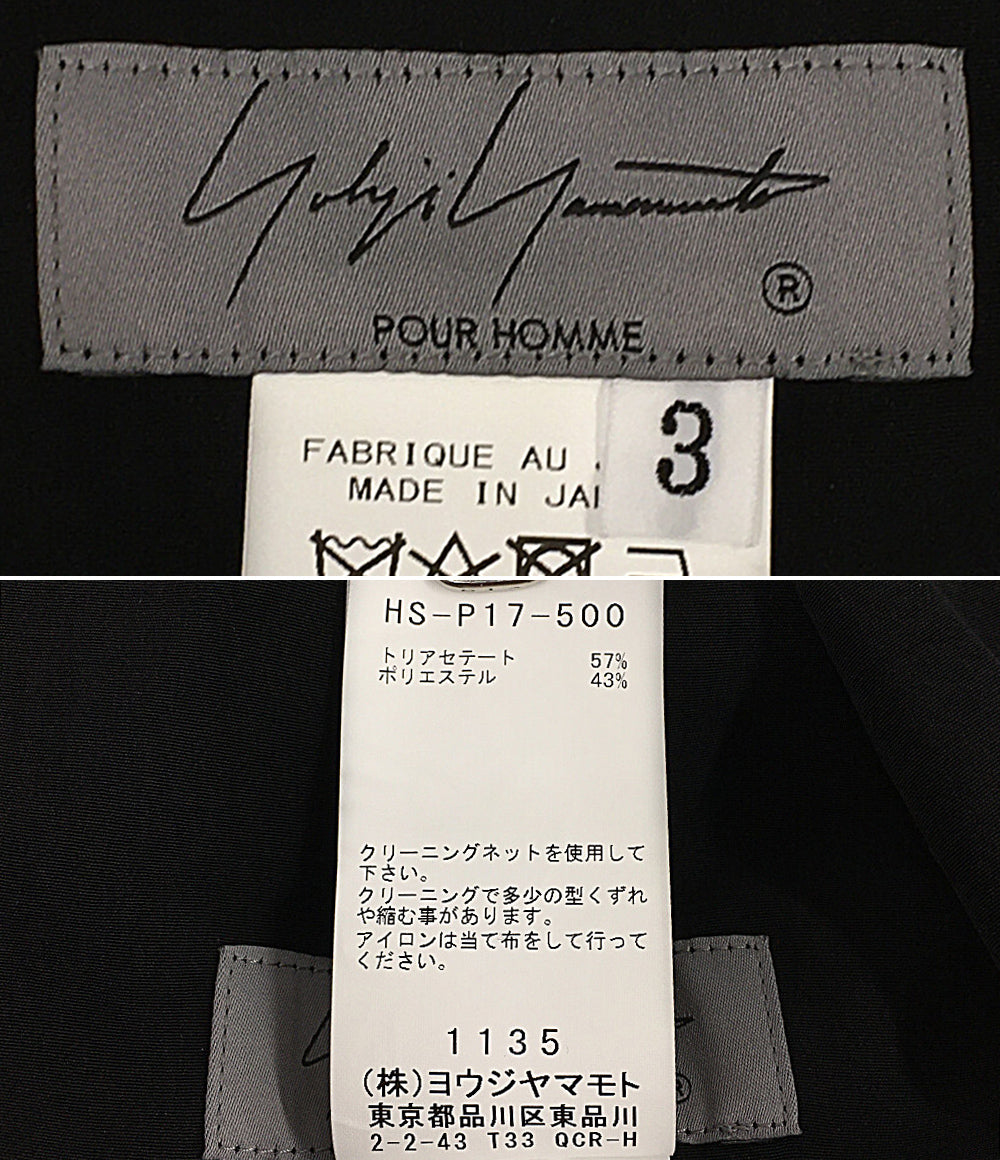 Yohji Yamamoto
®
POUR HOMME
3
FABRIQUE AU
MADE IN
HS-P17-500
トリアセテート 57%
ポリエステル 43%
クリーニングネットを使用して
下さい。
クリーニングで多少の型くずれ
や縮む事があります。
アイロンは当て布をして行って
ください。
1135
(株)ヨウジヤマモト
®
東京都品川区東品川
2-2-43 T33 QCR-H